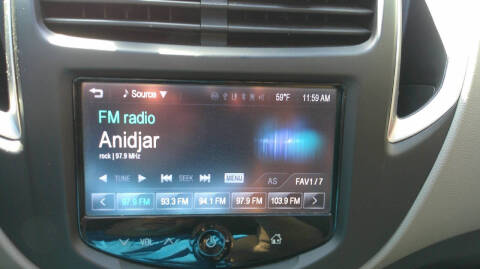 Source 59°F 11:59 AM
FM radio
Anidjar
rock | 97.9 MHz
TUNE SEEK MENU AS FAV1/7
97.9 FM 93.3 FM 94.1 FM 97.9 FM 103.9 FM
VOL